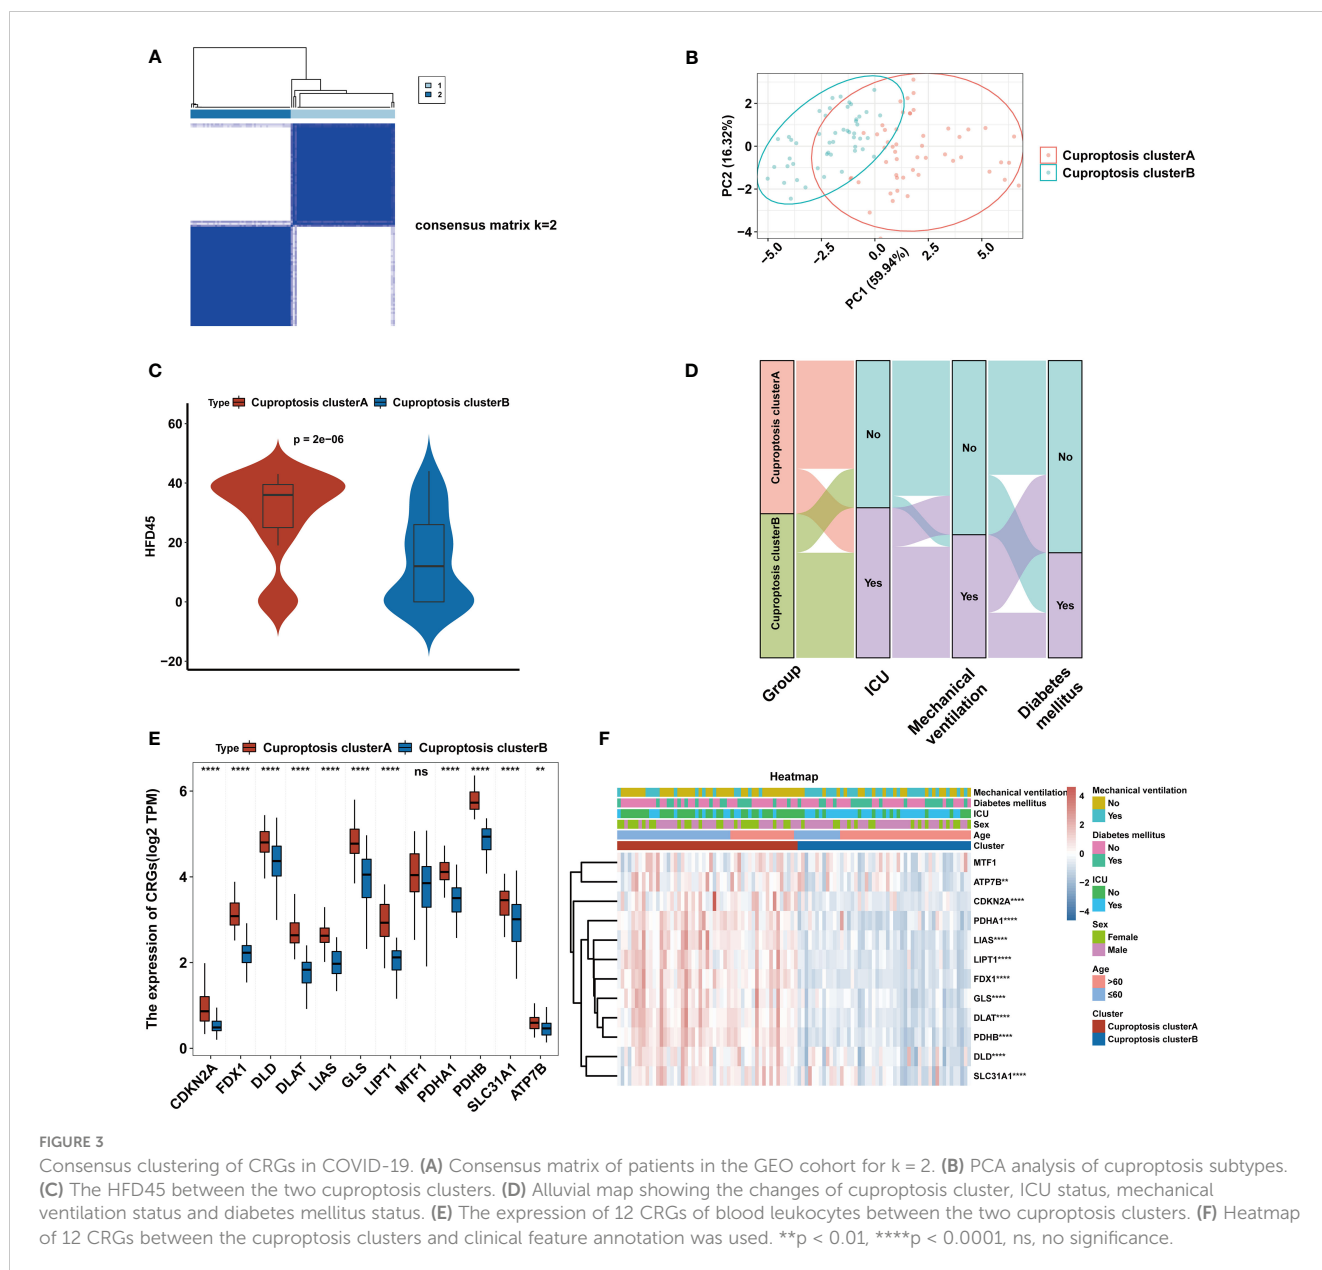 A
1
2
consensus matrix k=2
B
2
0
−2
−4
PC2 (16.32%)
−5.0
−2.5
0.0
2.5
5.0
PC1 (59.94%)
Cuproptosis clusterA
Cuproptosis clusterB
C
Type Cuproptosis clusterA Cuproptosis clusterB
p = 2e−06
60
40
20
0
−20
HFD45
D
Cuproptosis clusterA
Cuproptosis clusterB
No
Yes
No
Yes
No
Yes
Group
ICU
Mechanical
ventilation
Diabetes
mellitus
E
Type Cuproptosis clusterA Cuproptosis clusterB
**** **** **** **** **** **** **** ns **** **** **** **
6
4
2
0
The expression of CRGs(log2 TPM)
CDKN2A
FDX1
DLD
DLAT
LIAS
GLS
LIPT1
MTF1
PDHA1
PDHB
SLC31A1
ATP7B
F
Heatmap
Mechanical ventilation
Diabetes mellitus
ICU
Sex
Age
Cluster
MTF1
ATP7B**
CDKN2A****
PDHA1****
LIAS****
LIPT1****
FDX1****
GLS****
DLAT****
PDHB****
DLD****
SLC31A1****
4
2
0
−2
−4
Mechanical ventilation
No
Yes
Diabetes mellitus
No
Yes
ICU
No
Yes
Sex
Female
Male
Age
>60
≤60
Cluster
Cuproptosis clusterA
Cuproptosis clusterB
FIGURE 3
Consensus clustering of CRGs in COVID-19. (A) Consensus matrix of patients in the GEO cohort for k = 2. (B) PCA analysis of cuproptosis subtypes.
(C) The HFD45 between the two cuproptosis clusters. (D) Alluvial map showing the changes of cuproptosis cluster, ICU status, mechanical
ventilation status and diabetes mellitus status. (E) The expression of 12 CRGs of blood leukocytes between the two cuproptosis clusters. (F) Heatmap
of 12 CRGs between the cuproptosis clusters and clinical feature annotation was used. **p < 0.01, ****p < 0.0001, ns, no significance.